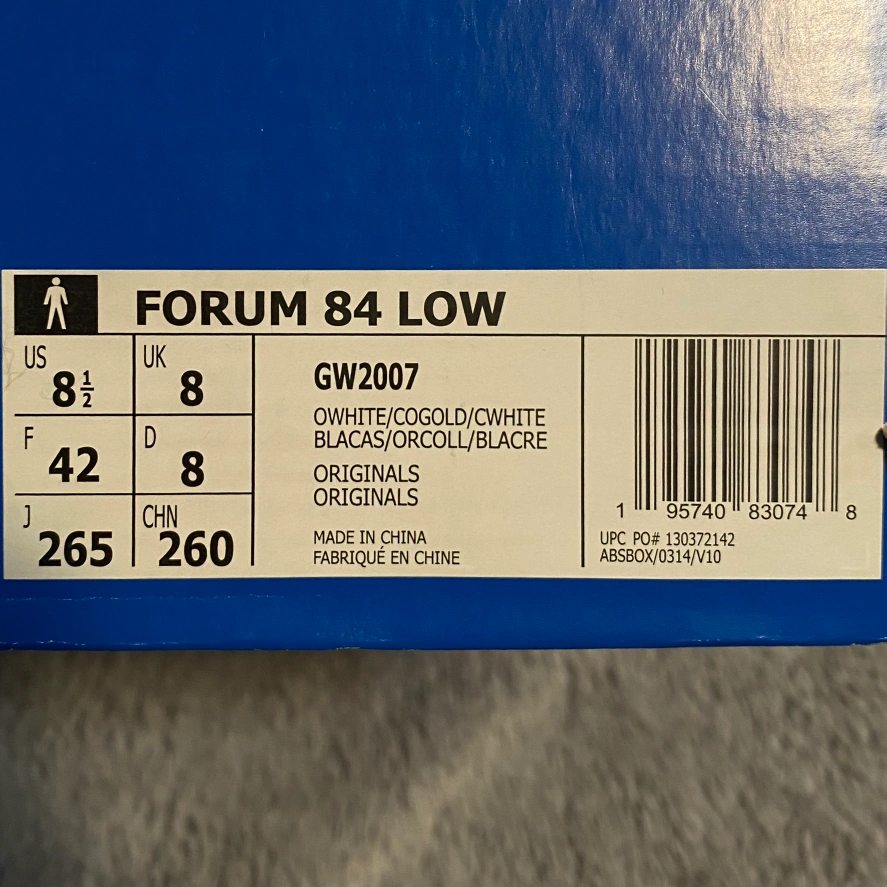 FORUM 84 LOW
US 8½
UK 8
F 42
D 8
J 265
CHN 260
GW2007
OWHITE/COGOLD/CWHITE
BLACAS/ORCOLL/BLACRE
ORIGINALS
ORIGINALS
MADE IN CHINA
FABRIQUÉ EN CHINE
1 95740 83074 8
UPC PO# 130372142
ABSBOX/0314/V10